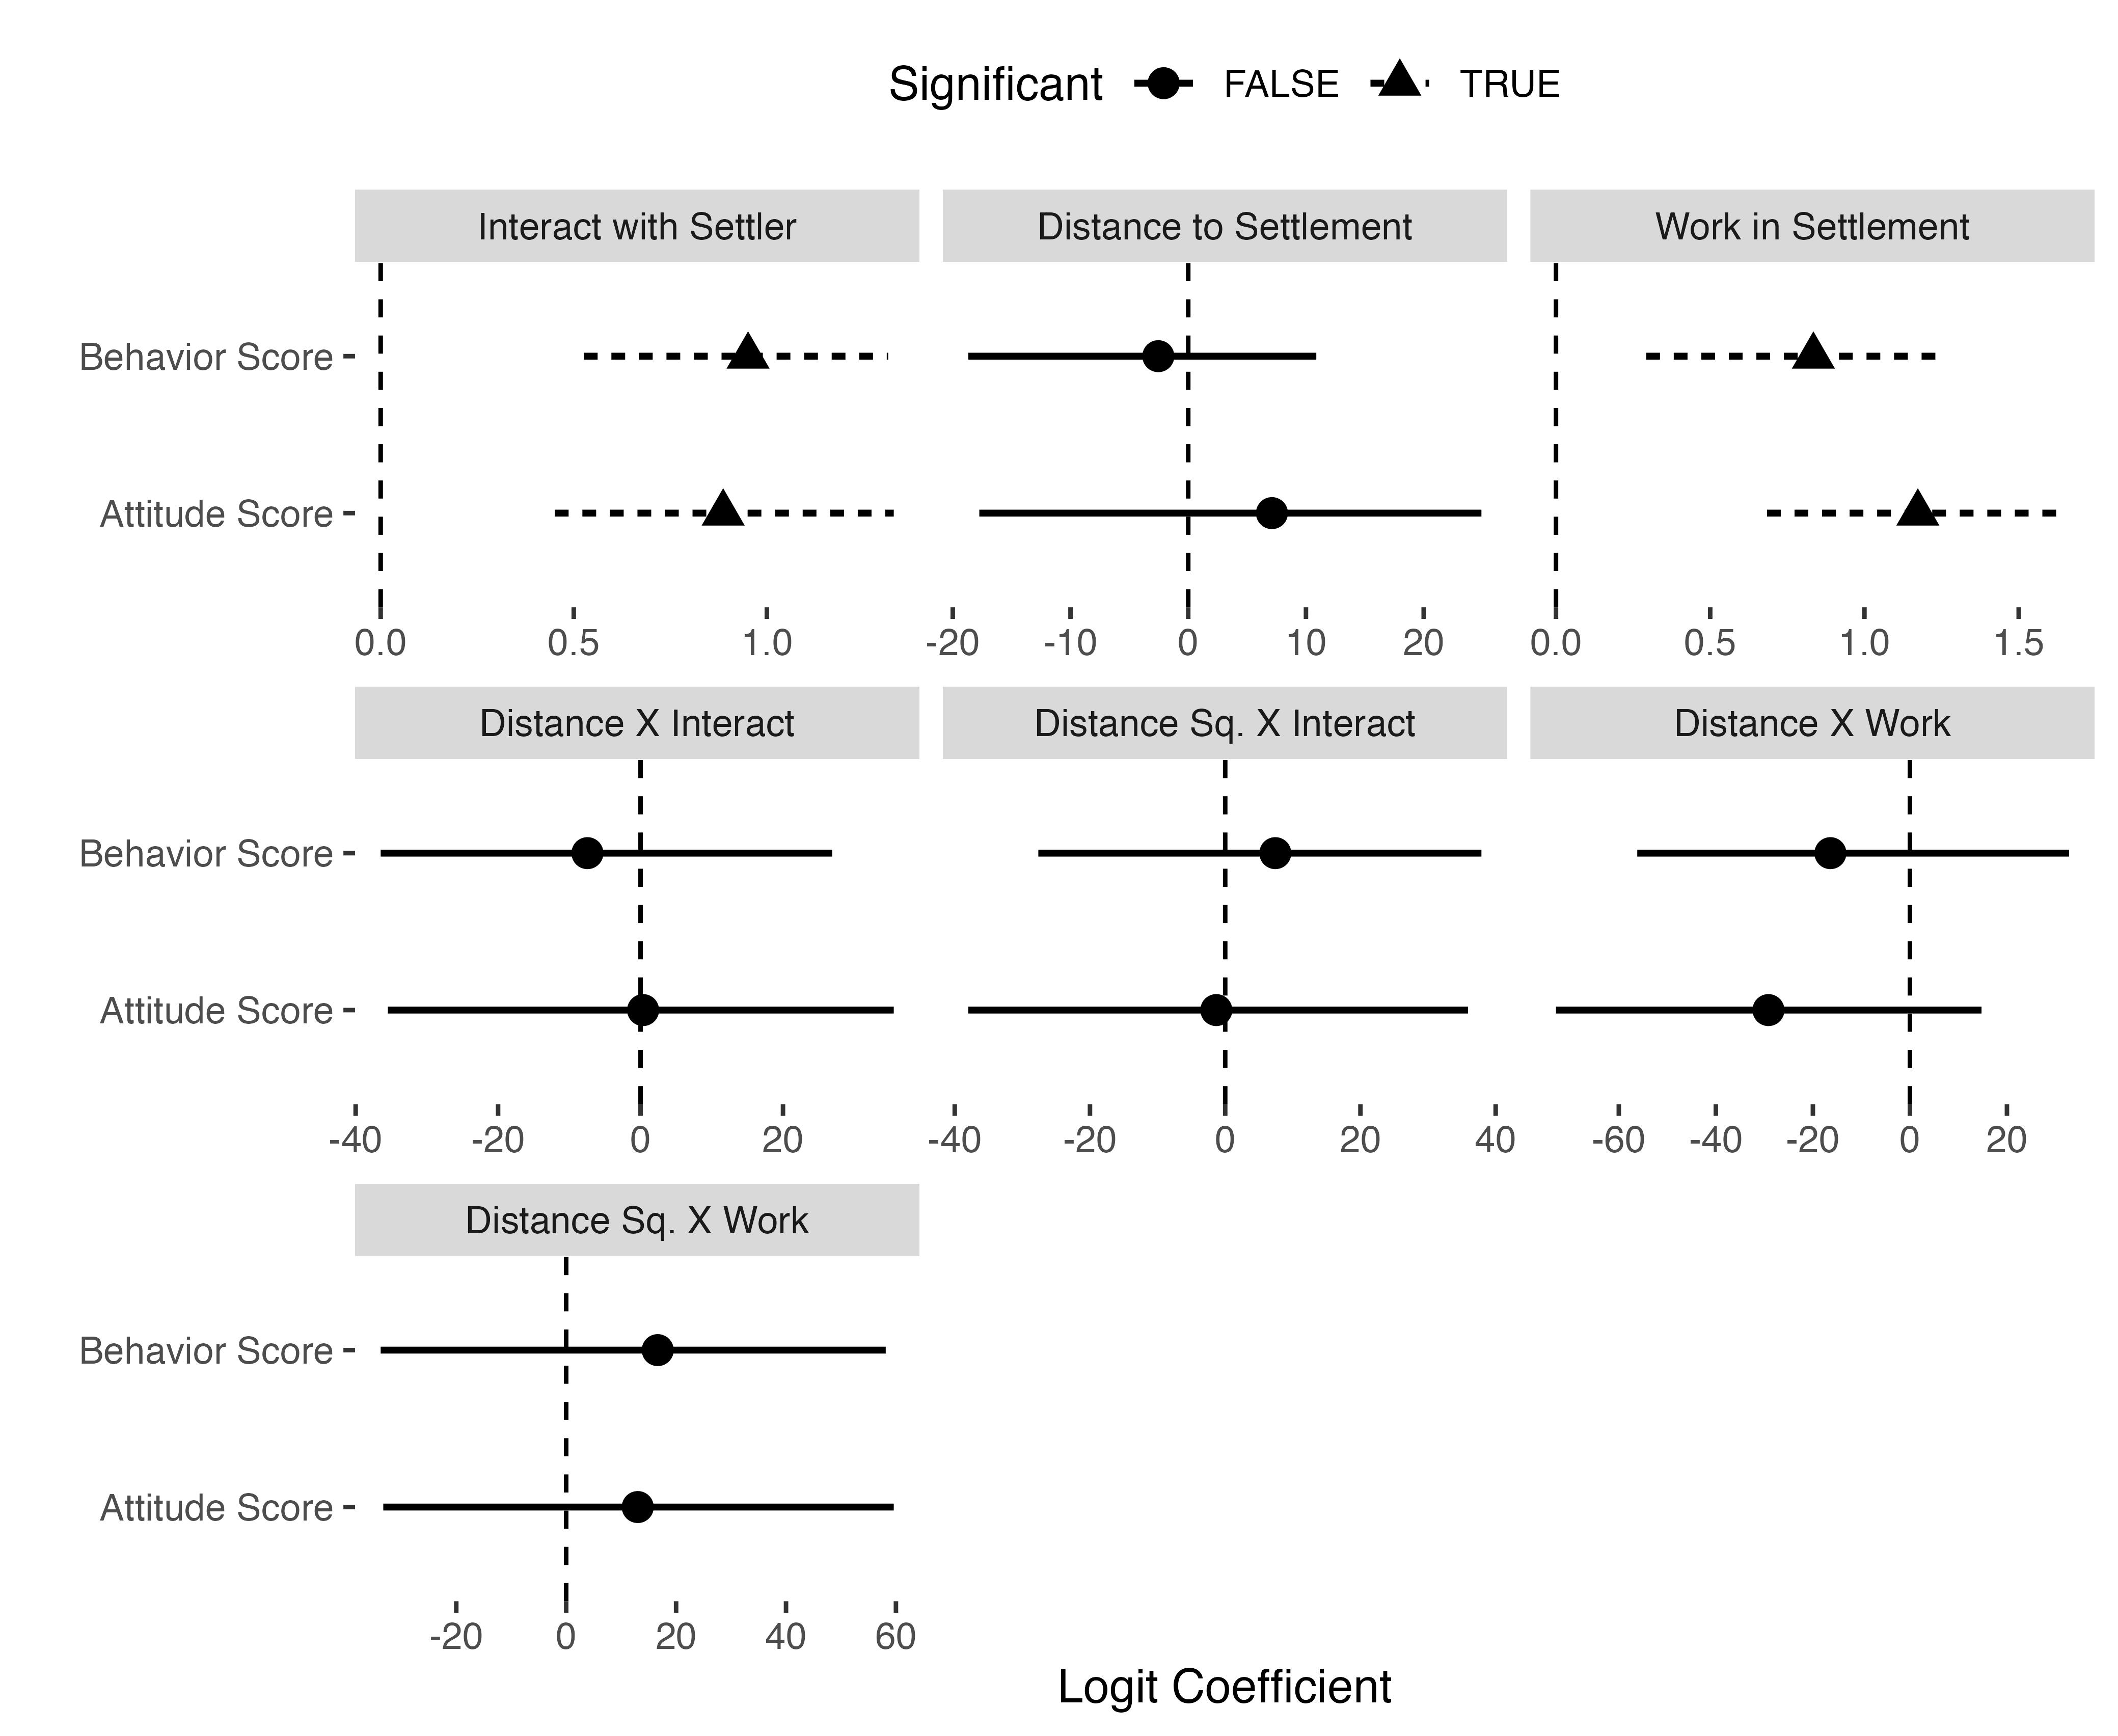 Significant FALSE TRUE
Interact with Settler Distance to Settlement Work in Settlement
Behavior Score
Attitude Score
0.0 0.5 1.0 -20 -10 0 10 20 0.0 0.5 1.0 1.5
Distance X Interact Distance Sq. X Interact Distance X Work
Behavior Score
Attitude Score
-40 -20 0 20 -40 -20 0 20 40 -60 -40 -20 0 20
Distance Sq. X Work
Behavior Score
Attitude Score
-20 0 20 40 60
Logit Coefficient